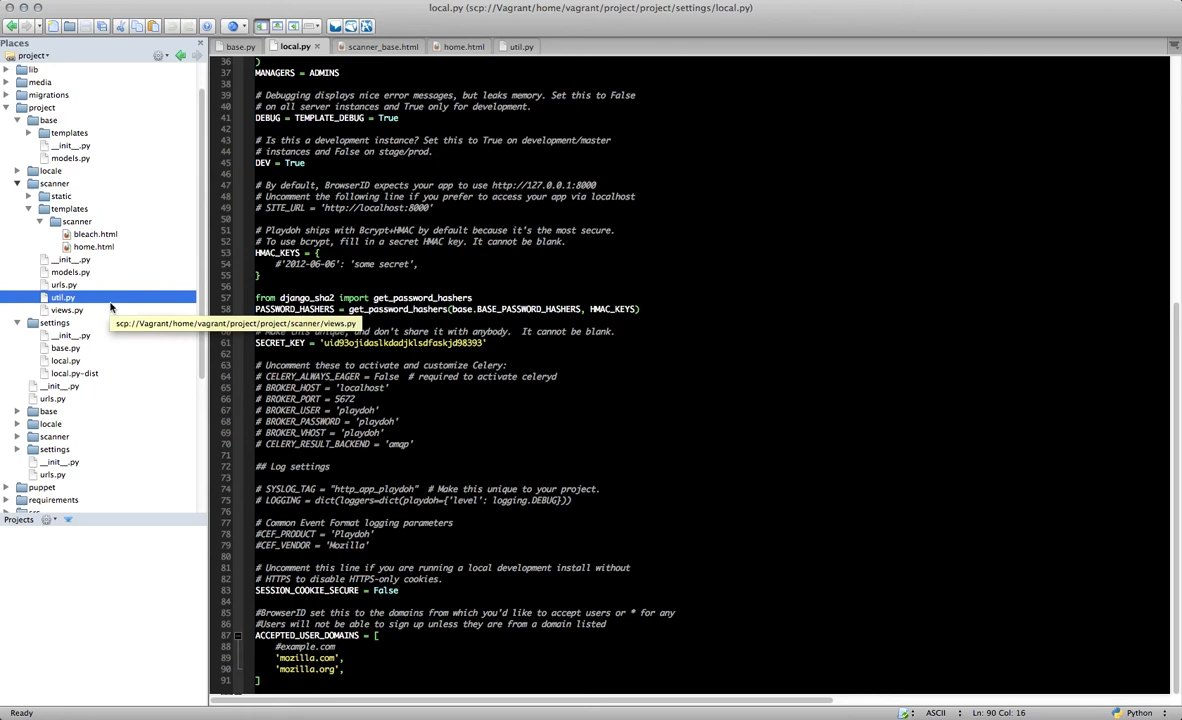 local.py (scp://Vagrant/home/vagrant/project/project/settings/local.py)
Places
base.py
local.py
scanner_base.html
home.html
util.py
project
lib
media
migrations
project
base
templates
__init__.py
models.py
locale
scanner
static
templates
scanner
bleach.html
home.html
__init__.py
models.py
urls.py
util.py
views.py
settings
__init__.py
base.py
local.py
local.py-dist
__init__.py
urls.py
base
locale
scanner
settings
__init__.py
urls.py
puppet
requirements
Projects
scp://Vagrant/home/vagrant/project/project/scanner/views.py
36 )
37 MANAGERS = ADMINS
38
39 # Debugging displays nice error messages, but leaks memory. Set this to False
40 # on all server instances and True only for development.
41 DEBUG = TEMPLATE_DEBUG = True
42
43 # Is this a development instance? Set this to True on development/master
44 # instances and False on stage/prod.
45 DEV = True
46
47 # By default, BrowserID expects your app to use http://127.0.0.1:8000
48 # Uncomment the following line if you prefer to access your app via localhost
49 # SITE_URL = 'http://localhost:8000'
50
51 # Playdoh ships with Bcrypt+HMAC by default because it's the most secure.
52 # To use bcrypt, fill in a secret HMAC key. It cannot be blank.
53 HMAC_KEYS = {
54 #'2012-06-06': 'some secret',
55 }
56
57 from django_sha2 import get_password_hashers
58 PASSWORD_HASHERS = get_password_hashers(base.BASE_PASSWORD_HASHERS, HMAC_KEYS)
# Make this unique, and don't share it with anybody. It cannot be blank.
61 SECRET_KEY = 'uid93ojidaslkdadjklsdfaskjd98393'
62
63 # Uncomment these to activate and customize Celery:
64 # CELERY_ALWAYS_EAGER = False # required to activate celeryd
65 # BROKER_HOST = 'localhost'
66 # BROKER_PORT = 5672
67 # BROKER_USER = 'playdoh'
68 # BROKER_PASSWORD = 'playdoh'
69 # BROKER_VHOST = 'playdoh'
70 # CELERY_RESULT_BACKEND = 'amqp'
71
72 ## Log settings
73
74 # SYSLOG_TAG = "http_app_playdoh" # Make this unique to your project.
75 # LOGGING = dict(loggers=dict(playdoh={'level': logging.DEBUG}))
76
77 # Common Event Format logging parameters
78 #CEF_PRODUCT = 'Playdoh'
79 #CEF_VENDOR = 'Mozilla'
80
81 # Uncomment this line if you are running a local development install without
82 # HTTPS to disable HTTPS-only cookies.
83 SESSION_COOKIE_SECURE = False
84
85 #BrowserID set this to the domains from which you'd like to accept users or * for any
86 #Users will not be able to sign up unless they are from a domain listed
87 ACCEPTED_USER_DOMAINS = [
88 #example.com
89 'mozilla.com',
90 'mozilla.org',
91 ]
Ready
ASCII
Ln: 90 Col: 16
Python